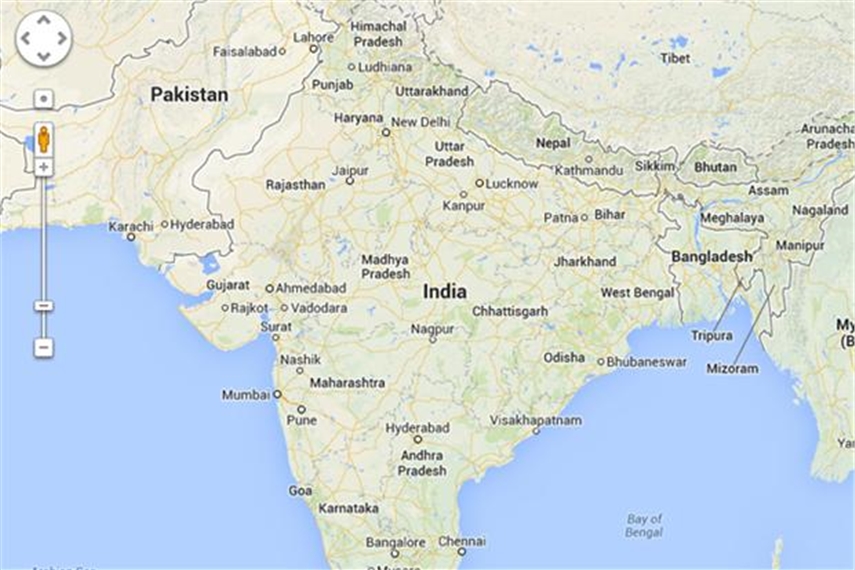 Himachal
Pradesh
Lahore
Faisalabad
Ludhiana
Tibet
Punjab
Pakistan
Uttarakhand
Haryana
New Delhi
Nepal
Uttar
Pradesh
Kathmandu
Sikkim
Bhutan
Pradesh
Jaipur
Rajasthan
Lucknow
Assam
Kanpur
Patna
Bihar
Meghalaya
Nagaland
Karachi
Hyderabad
Manipur
Bangladesh
Madhya
Pradesh
Jharkhand
Gujarat
Ahmedabad
India
West Bengal
Rajkot
Vadodara
Chhattisgarh
Surat
Nagpur
Tripura
Nashik
Odisha
Bhubaneswar
Mizoram
Maharashtra
Mumbai
Pune
Hyderabad
Visakhapatnam
Andhra
Pradesh
Goa
Karnataka
Bay of
Bengal
Bangalore
Chennai